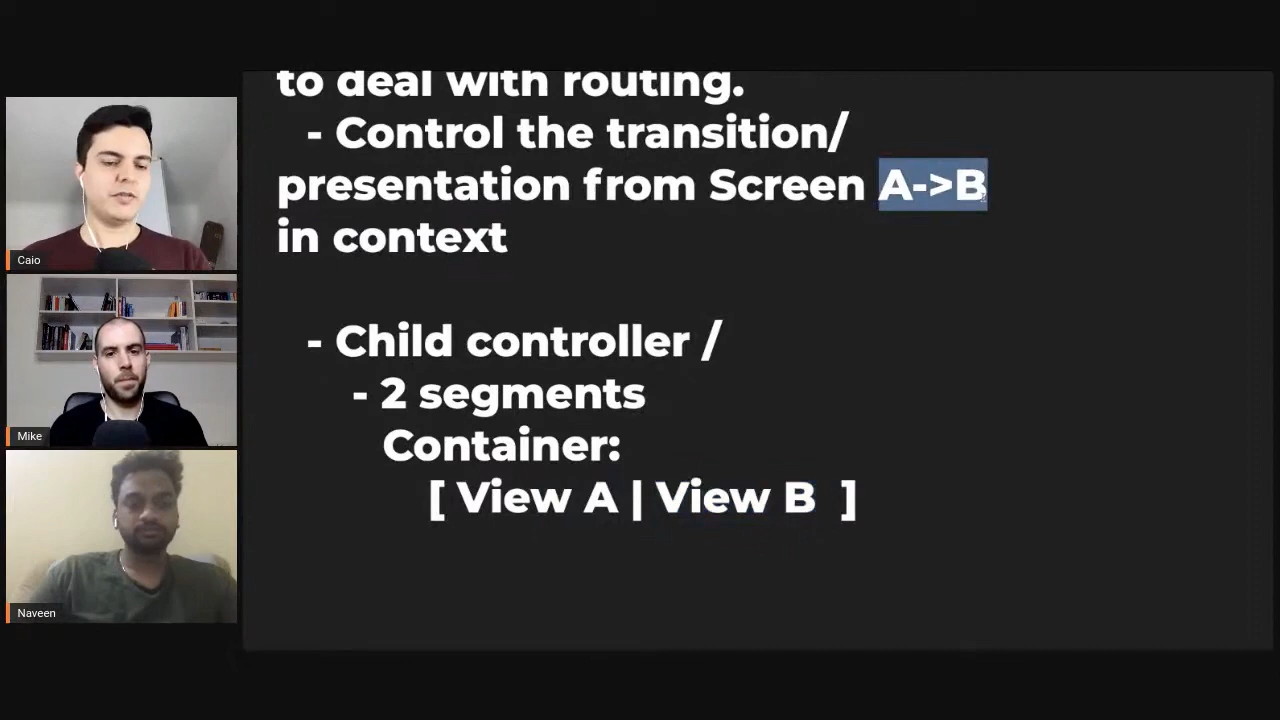 to deal with routing.
- Control the transition/
presentation from Screen A->B
in context
- Child controller /
- 2 segments
Container:
[ View A | View B ]
Caio
Mike
Naveen